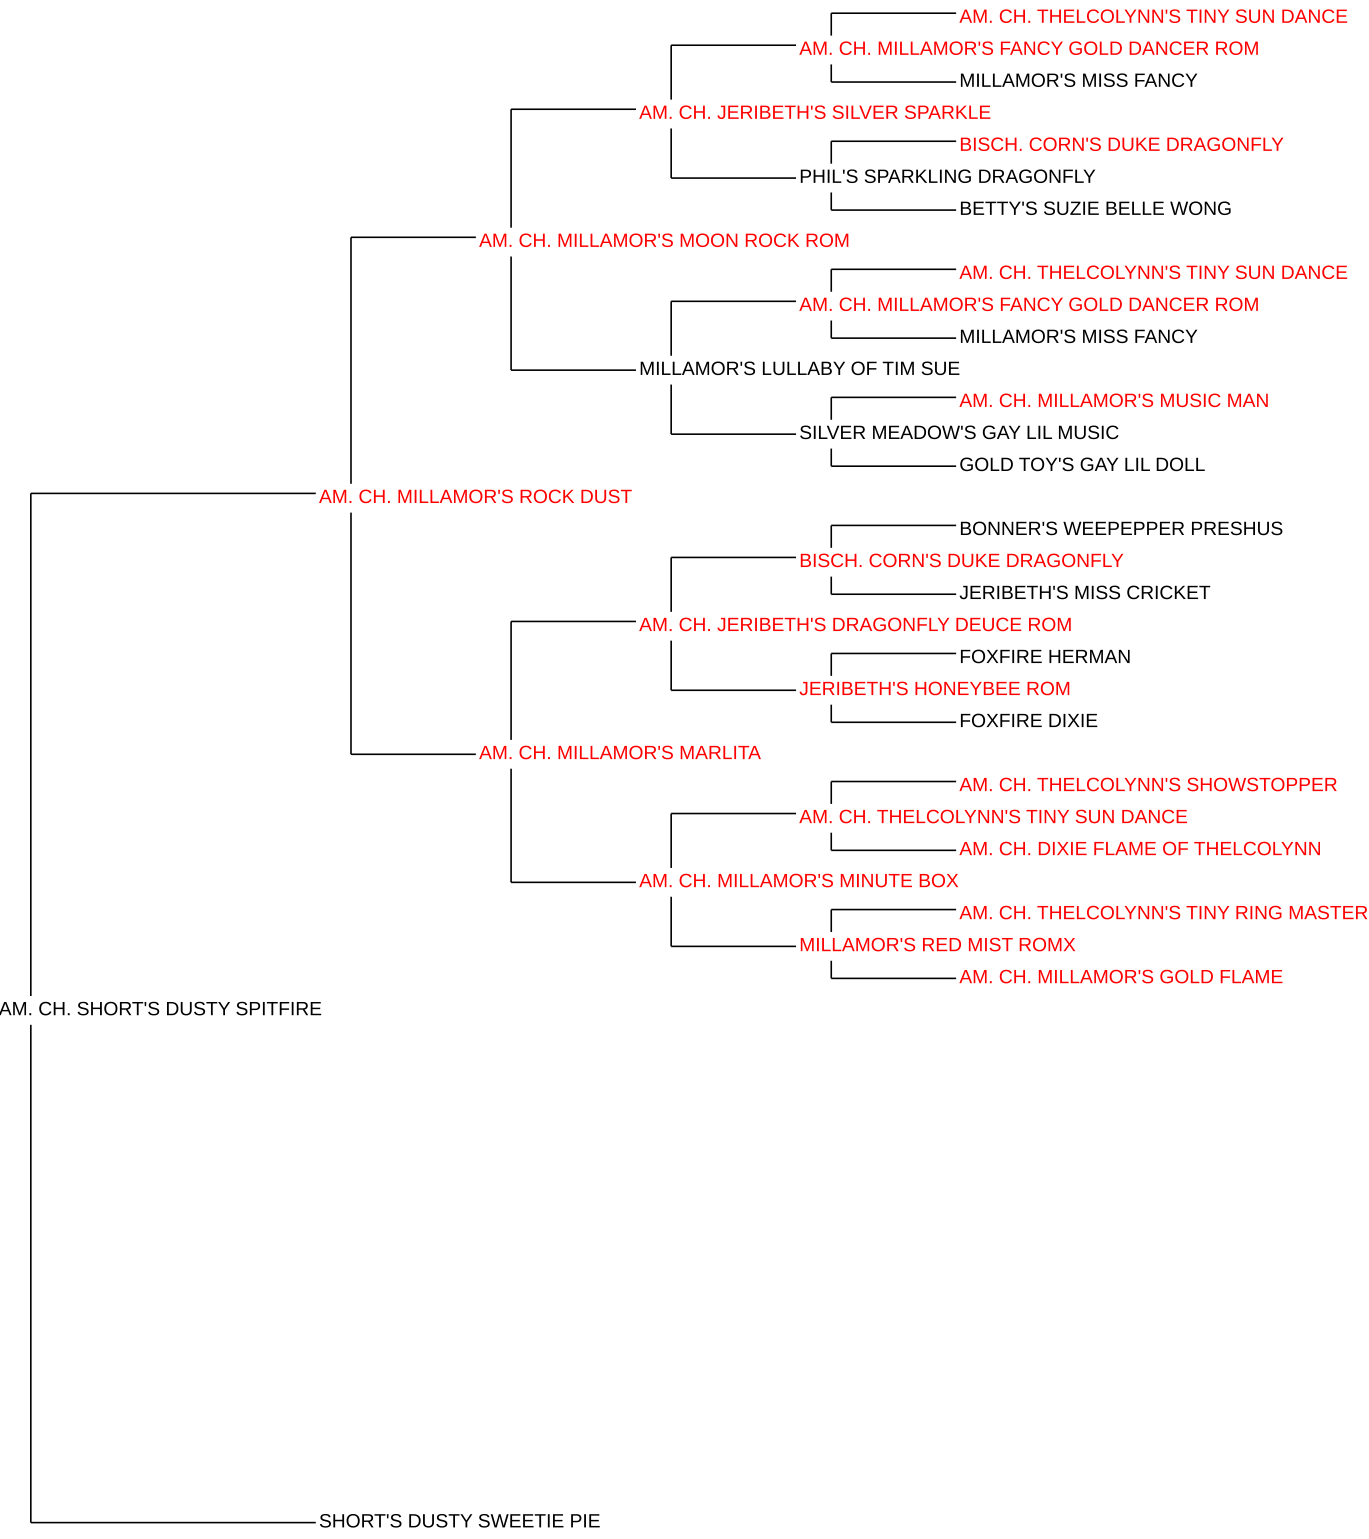 AM. CH. THELCOLYNN'S TINY SUN DANCE
AM. CH. MILLAMOR'S FANCY GOLD DANCER ROM
MILLAMOR'S MISS FANCY
AM. CH. JERIBETH'S SILVER SPARKLE
BISCH. CORN'S DUKE DRAGONFLY
PHIL'S SPARKLING DRAGONFLY
BETTY'S SUZIE BELLE WONG
AM. CH. MILLAMOR'S MOON ROCK ROM
AM. CH. THELCOLYNN'S TINY SUN DANCE
AM. CH. MILLAMOR'S FANCY GOLD DANCER ROM
MILLAMOR'S MISS FANCY
MILLAMOR'S LULLABY OF TIM SUE
AM. CH. MILLAMOR'S MUSIC MAN
SILVER MEADOW'S GAY LIL MUSIC
GOLD TOY'S GAY LIL DOLL
AM. CH. MILLAMOR'S ROCK DUST
BONNER'S WEEPEPPER PRESHUS
BISCH. CORN'S DUKE DRAGONFLY
JERIBETH'S MISS CRICKET
AM. CH. JERIBETH'S DRAGONFLY DEUCE ROM
FOXFIRE HERMAN
JERIBETH'S HONEYBEE ROM
FOXFIRE DIXIE
AM. CH. MILLAMOR'S MARLITA
AM. CH. THELCOLYNN'S SHOWSTOPPER
AM. CH. THELCOLYNN'S TINY SUN DANCE
AM. CH. DIXIE FLAME OF THELCOLYNN
AM. CH. MILLAMOR'S MINUTE BOX
AM. CH. THELCOLYNN'S TINY RING MASTER
MILLAMOR'S RED MIST ROMX
AM. CH. MILLAMOR'S GOLD FLAME
AM. CH. SHORT'S DUSTY SPITFIRE
SHORT'S DUSTY SWEETIE PIE